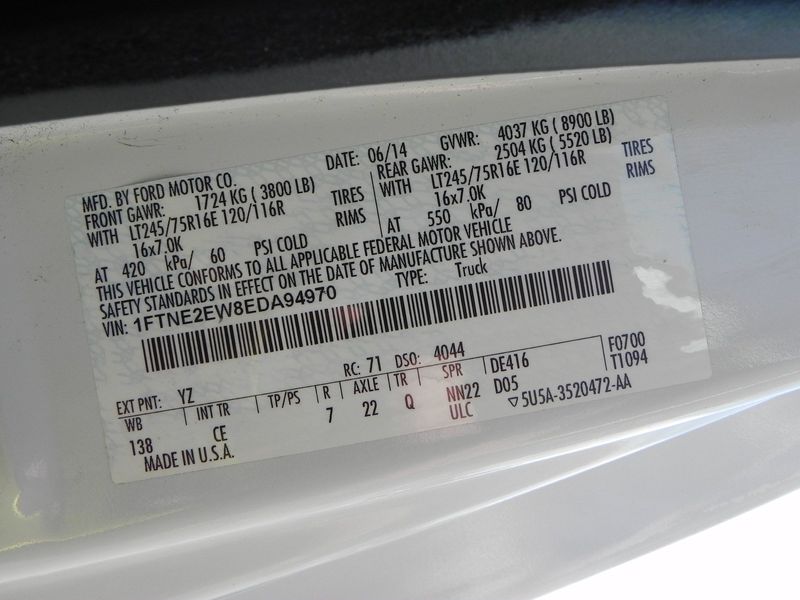 MFD. BY FORD MOTOR CO.
DATE: 06/14 GVWR: 4037 KG ( 8900 LB)
FRONT GAWR: 1724 KG ( 3800 LB)
WITH LT245/75R16E 120/116R TIRES
16x7.0K RIMS
AT 420 kPa/ 60 PSI COLD
REAR GAWR: 2504 KG ( 5520 LB)
WITH LT245/75R16E 120/116R TIRES
16x7.0K RIMS
AT 550 kPa/ 80 PSI COLD
THIS VEHICLE CONFORMS TO ALL APPLICABLE FEDERAL MOTOR VEHICLE
SAFETY STANDARDS IN EFFECT ON THE DATE OF MANUFACTURE SHOWN ABOVE.
VIN: 1FTNE2EW8EDA94970 TYPE: Truck
EXT PNT: YZ RC: 71 DSO: 4044
WB INT TR TP/PS R AXLE TR SPR DE416 F0700
138 CE 7 22 Q NN22 D05 T1094
ULC ▽5U5A-3520472-AA
MADE IN U.S.A.